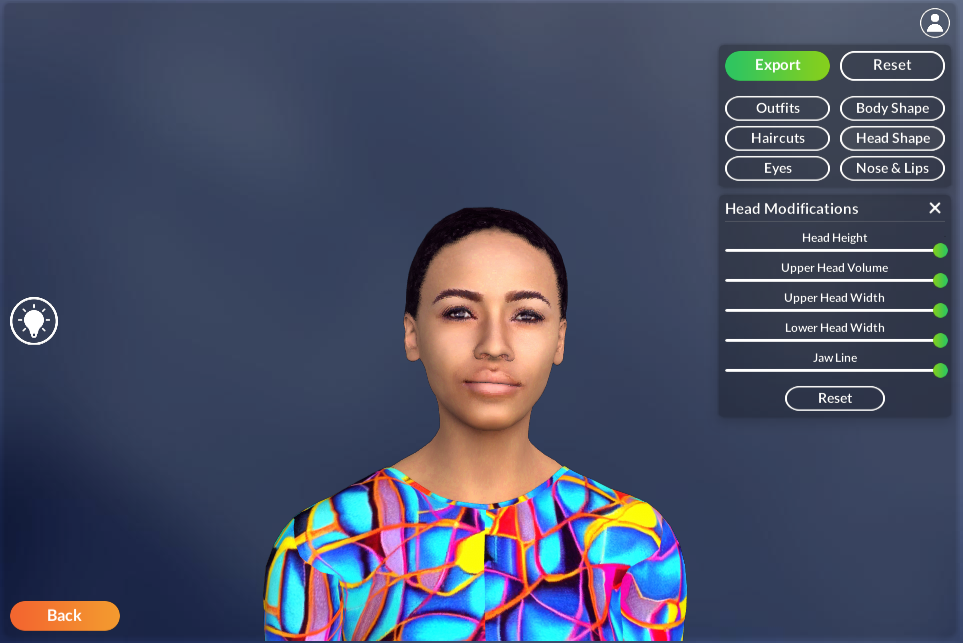 Export
Reset
Outfits
Body Shape
Haircuts
Head Shape
Eyes
Nose & Lips
Head Modifications
Head Height
Upper Head Volume
Upper Head Width
Lower Head Width
Jaw Line
Reset
Back